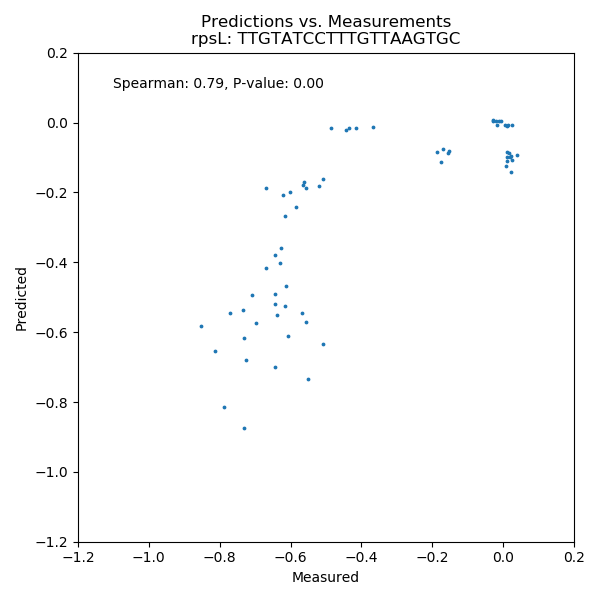 Predictions vs. Measurements
rpsL: TTGTATCCTTTGTTAAGTGC
Spearman: 0.79, P-value: 0.00
0.2
0.0
−0.2
−0.4
−0.6
−0.8
−1.0
−1.2
Predicted
−1.2 −1.0 −0.8 −0.6 −0.4 −0.2 0.0 0.2
Measured